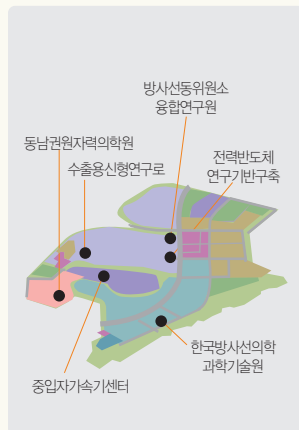 방사선동위원소
융합연구원
동남권원자력의학원
수출용신형연구로
전력반도체
연구기반구축
한국방사선의학
과학기술원
중입자가속기센터